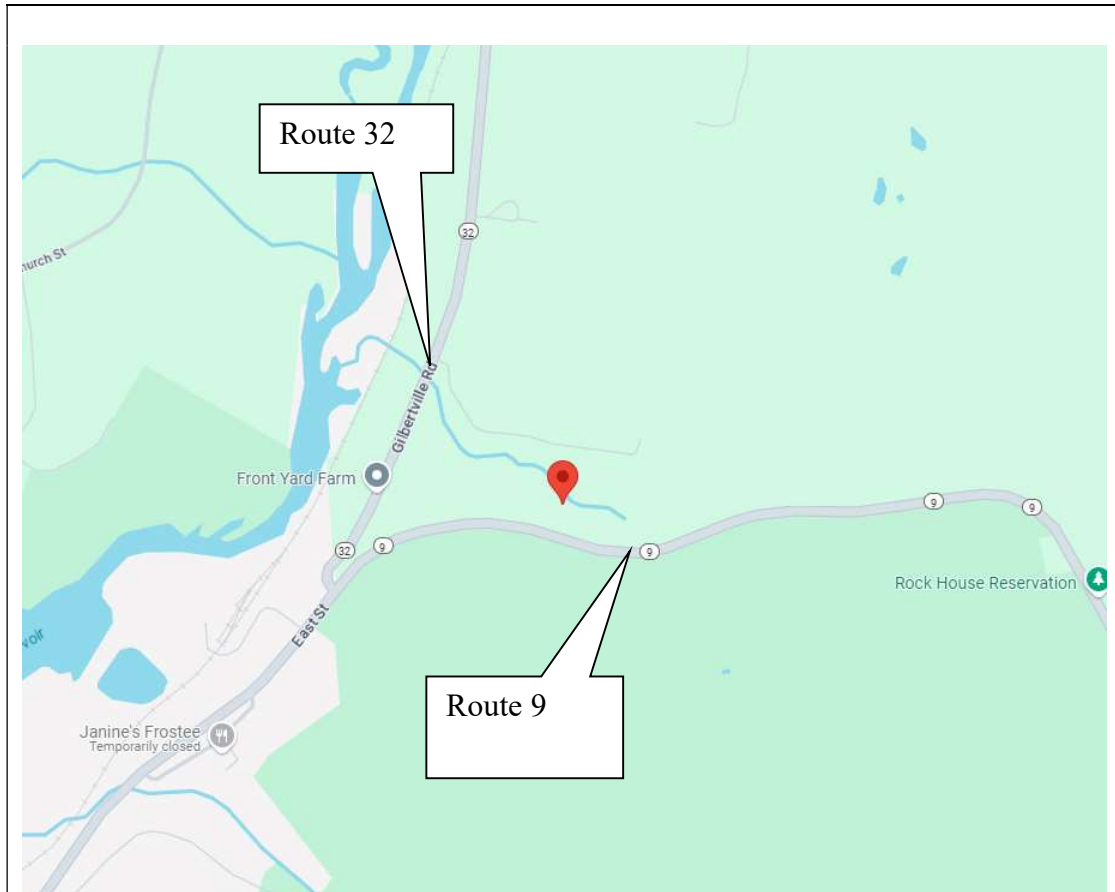 Route 32
32
hurch St
Gilbertville Rd
Front Yard Farm
9
9
32
9
9
Rock House Reservation
East St
voir
Route 9
Janine's Frostee
Temporarily closed